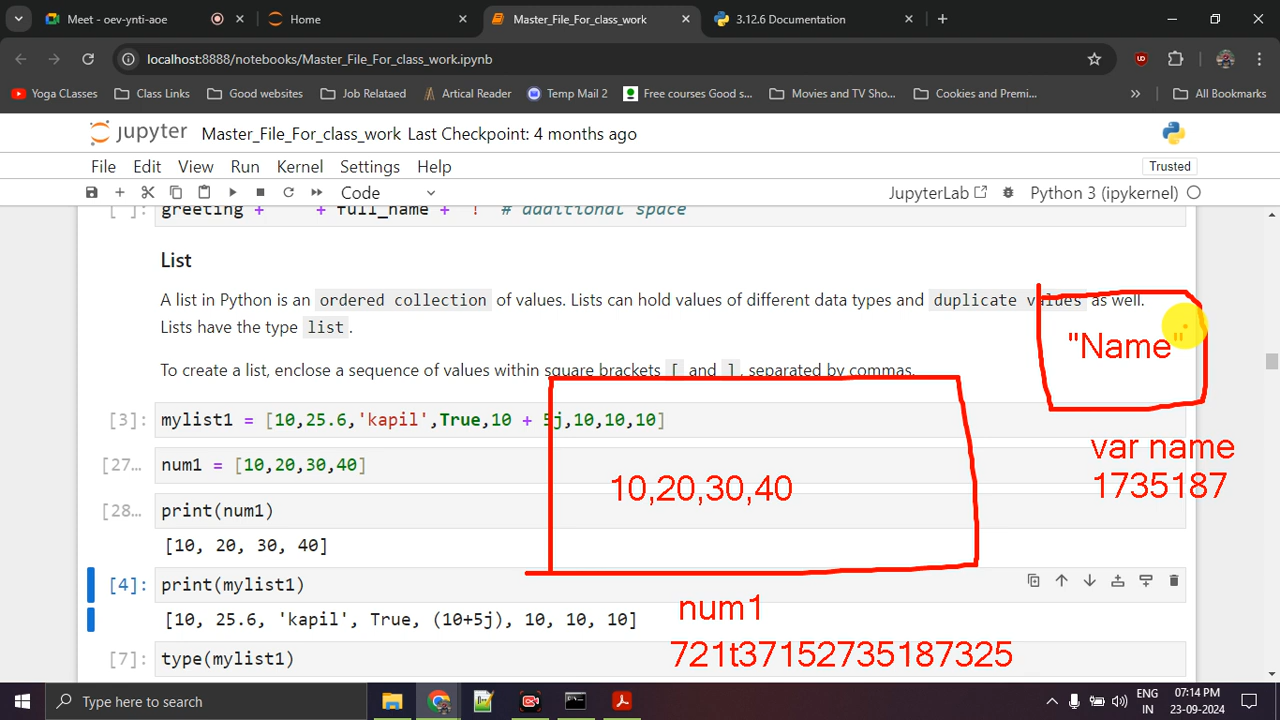 Meet - oev-ynti-aoe
Home
Master_File_For_class_work
3.12.6 Documentation
localhost:8888/notebooks/Master_File_For_class_work.ipynb
Yoga CLasses
Class Links
Good websites
Job Relataed
Artical Reader
Temp Mail 2
Free courses Good s...
Movies and TV Sho...
Cookies and Premi...
All Bookmarks
jupyter Master_File_For_class_work Last Checkpoint: 4 months ago
File Edit View Run Kernel Settings Help
Trusted
Code
JupyterLab
Python 3 (ipykernel)
[ ]: greeting + + full_name + ! # additional space
List
A list in Python is an ordered collection of values. Lists can hold values of different data types and duplicate values as well.
Lists have the type list.
"Name"
To create a list, enclose a sequence of values within square brackets [ and ], separated by commas.
[3]: mylist1 = [10,25.6,'kapil',True,10 + 5j,10,10,10]
var name
1735187
[27... num1 = [10,20,30,40]
10,20,30,40
[28... print(num1)
[10, 20, 30, 40]
[4]: print(mylist1)
num1
[10, 25.6, 'kapil', True, (10+5j), 10, 10, 10]
721t37152735187325
[7]: type(mylist1)
Type here to search
ENG
IN
07:14 PM
23-09-2024